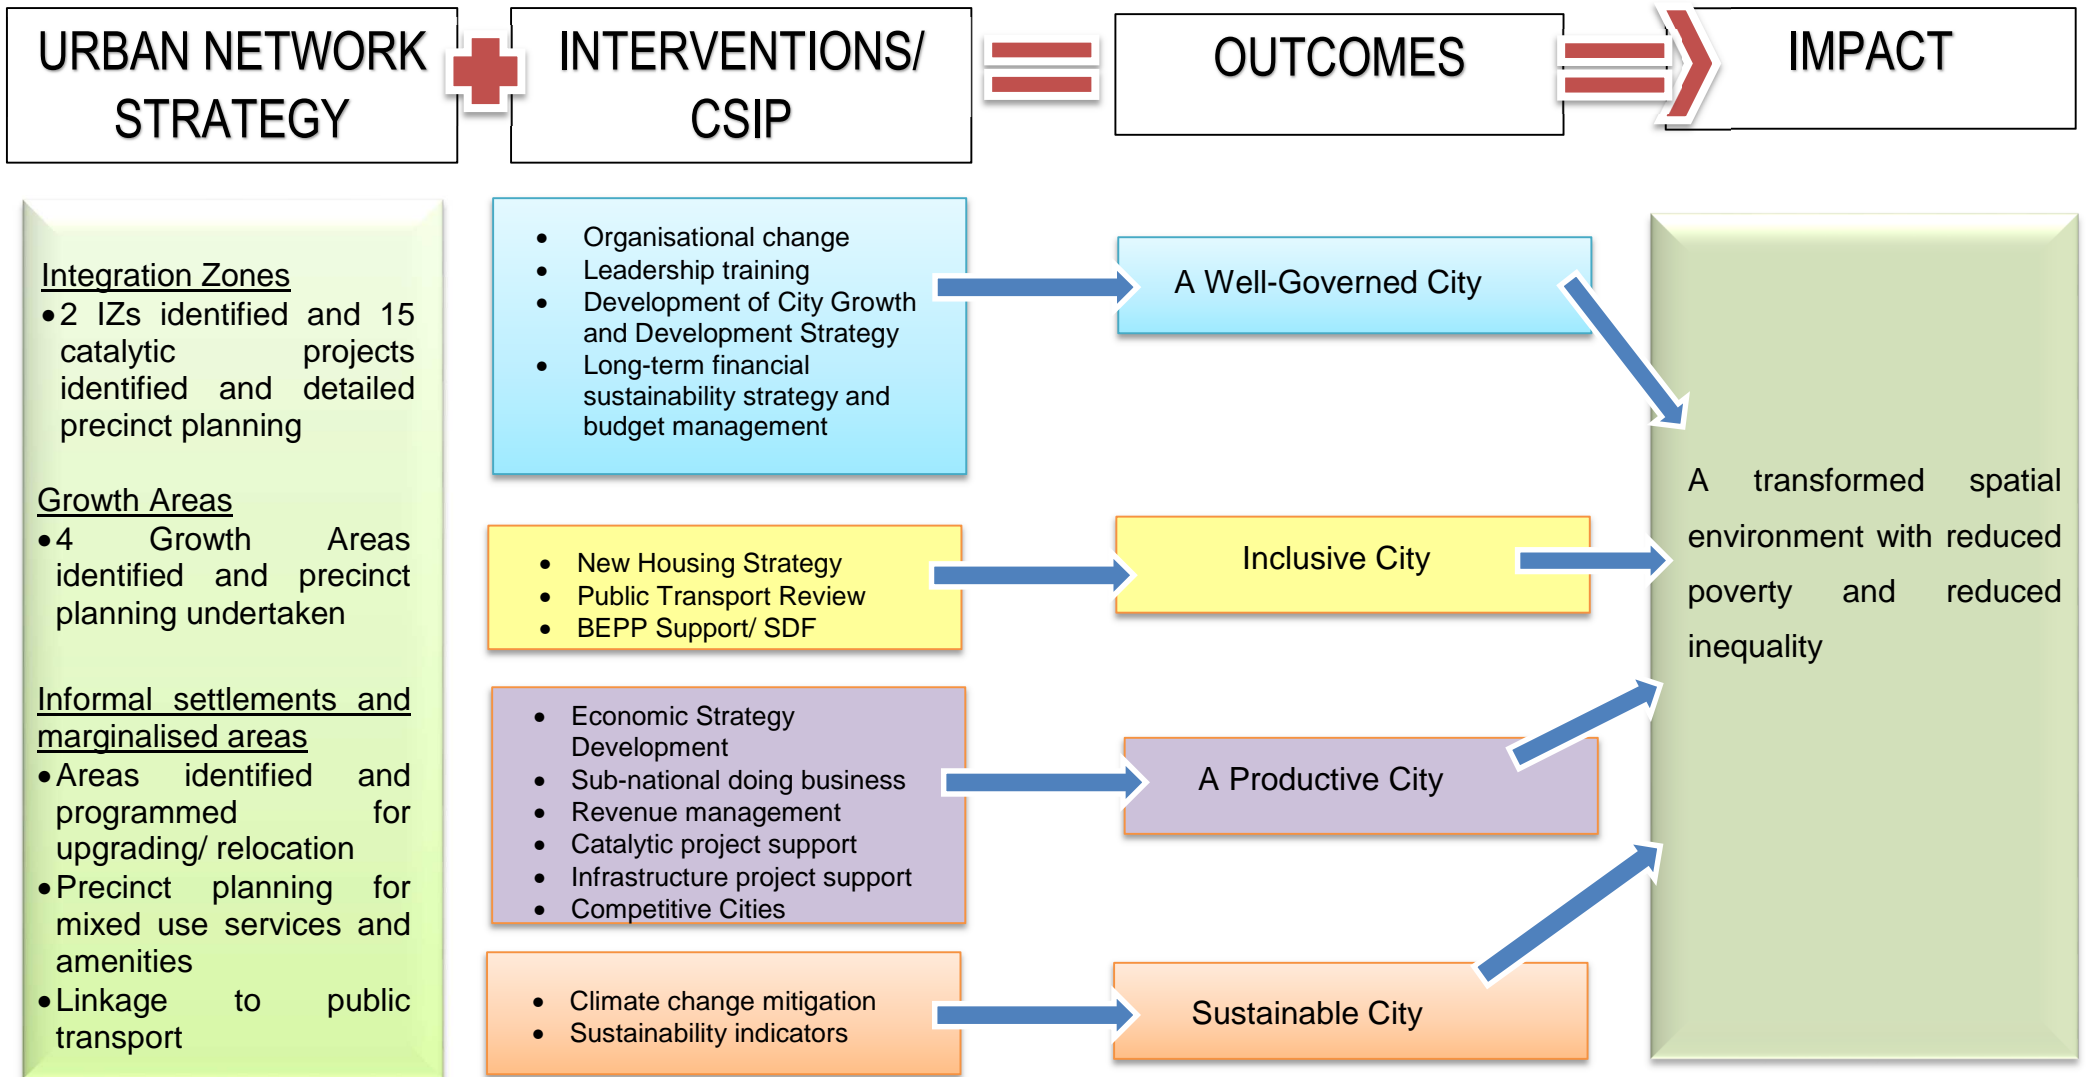 URBAN NETWORK
STRATEGY
INTERVENTIONS/
CSIP
OUTCOMES
IMPACT
Integration Zones
•2 IZs identified and 15
catalytic projects
identified and detailed
precinct planning
Growth Areas
•4 Growth Areas
identified and precinct
planning undertaken
Informal settlements and
marginalised areas
•Areas identified and
programmed for
upgrading/ relocation
•Precinct planning for
mixed use services and
amenities
•Linkage to public
transport
• Organisational change
• Leadership training
• Development of City Growth
and Development Strategy
• Long-term financial
sustainability strategy and
budget management
• New Housing Strategy
• Public Transport Review
• BEPP Support/ SDF
• Economic Strategy
Development
• Sub-national doing business
• Revenue management
• Catalytic project support
• Infrastructure project support
• Competitive Cities
• Climate change mitigation
• Sustainability indicators
A Well-Governed City
Inclusive City
A Productive City
Sustainable City
A transformed spatial
environment with reduced
poverty and reduced
inequality